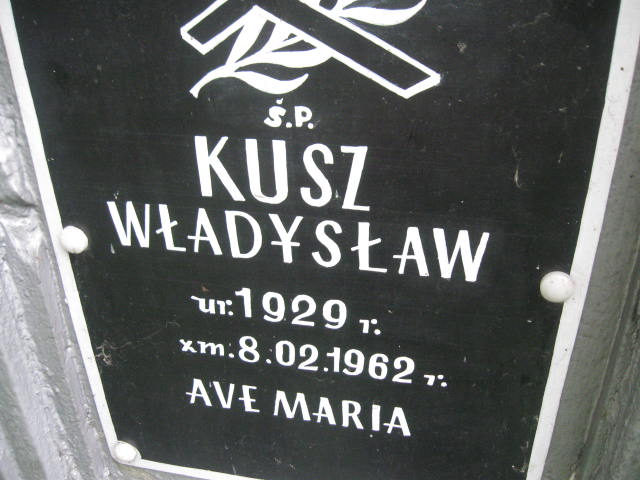 Ś.P.
KUSZ
WŁADYSŁAW
ur. 1929 r.
zm. 8.02.1962 r.
AVE MARIA